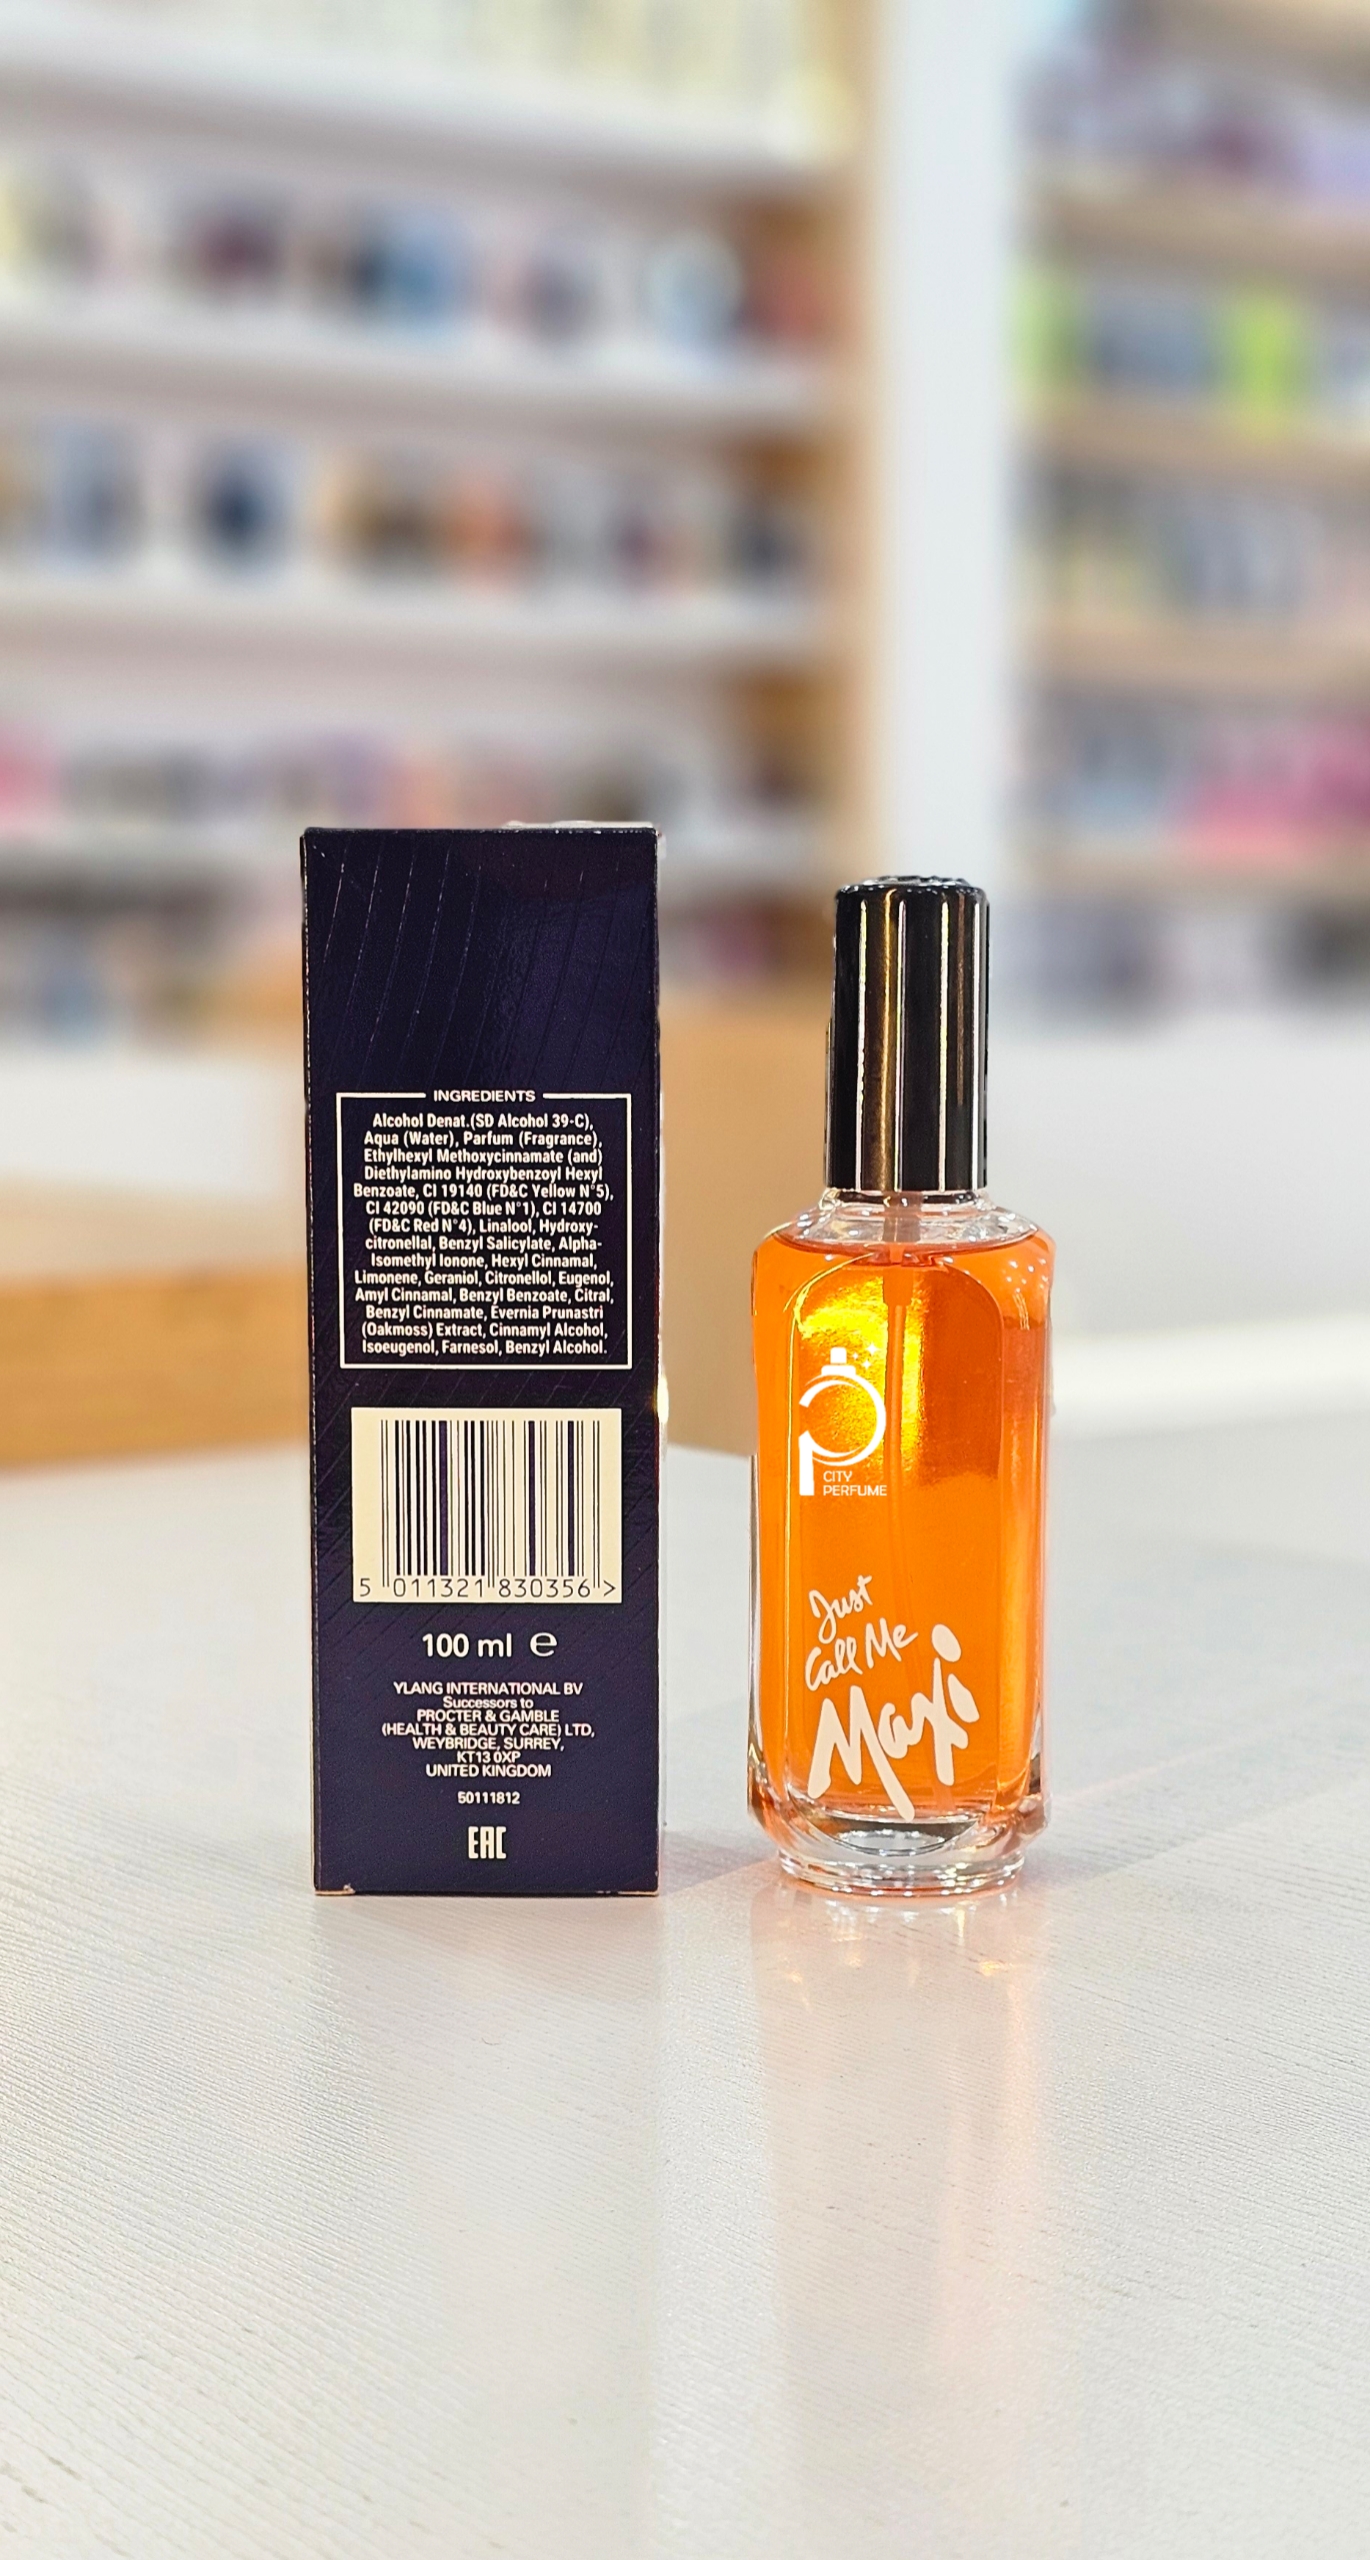 INGREDIENTS
Alcohol Denat.(SD Alcohol 39-C),
Aqua (Water), Parfum (Fragrance),
Ethylhexyl Methoxycinnamate (and)
Diethylamino Hydroxybenzoyl Hexyl
Benzoate, CI 19140 (FD&C Yellow N°5),
CI 42090 (FD&C Blue N°1), CI 14700
(FD&C Red N°4), Linalool, Hydroxy-
citronellal, Benzyl Salicylate, Alpha-
Isomethyl Ionone, Hexyl Cinnamal,
Limonene, Geraniol, Citronellol, Eugenol,
Amyl Cinnamal, Benzyl Benzoate, Citral,
Benzyl Cinnamate, Evernia Prunastri
(Oakmoss) Extract, Cinnamyl Alcohol,
Isoeugenol, Farnesol, Benzyl Alcohol.
5 011321 830356 >
100 ml ℮
YLANG INTERNATIONAL BV
Successors to
PROCTER & GAMBLE
(HEALTH & BEAUTY CARE) LTD,
WEYBRIDGE, SURREY,
KT13 0XP
UNITED KINGDOM
50111812
EAC
CITY
PERFUME
Just
Call Me
Maxi